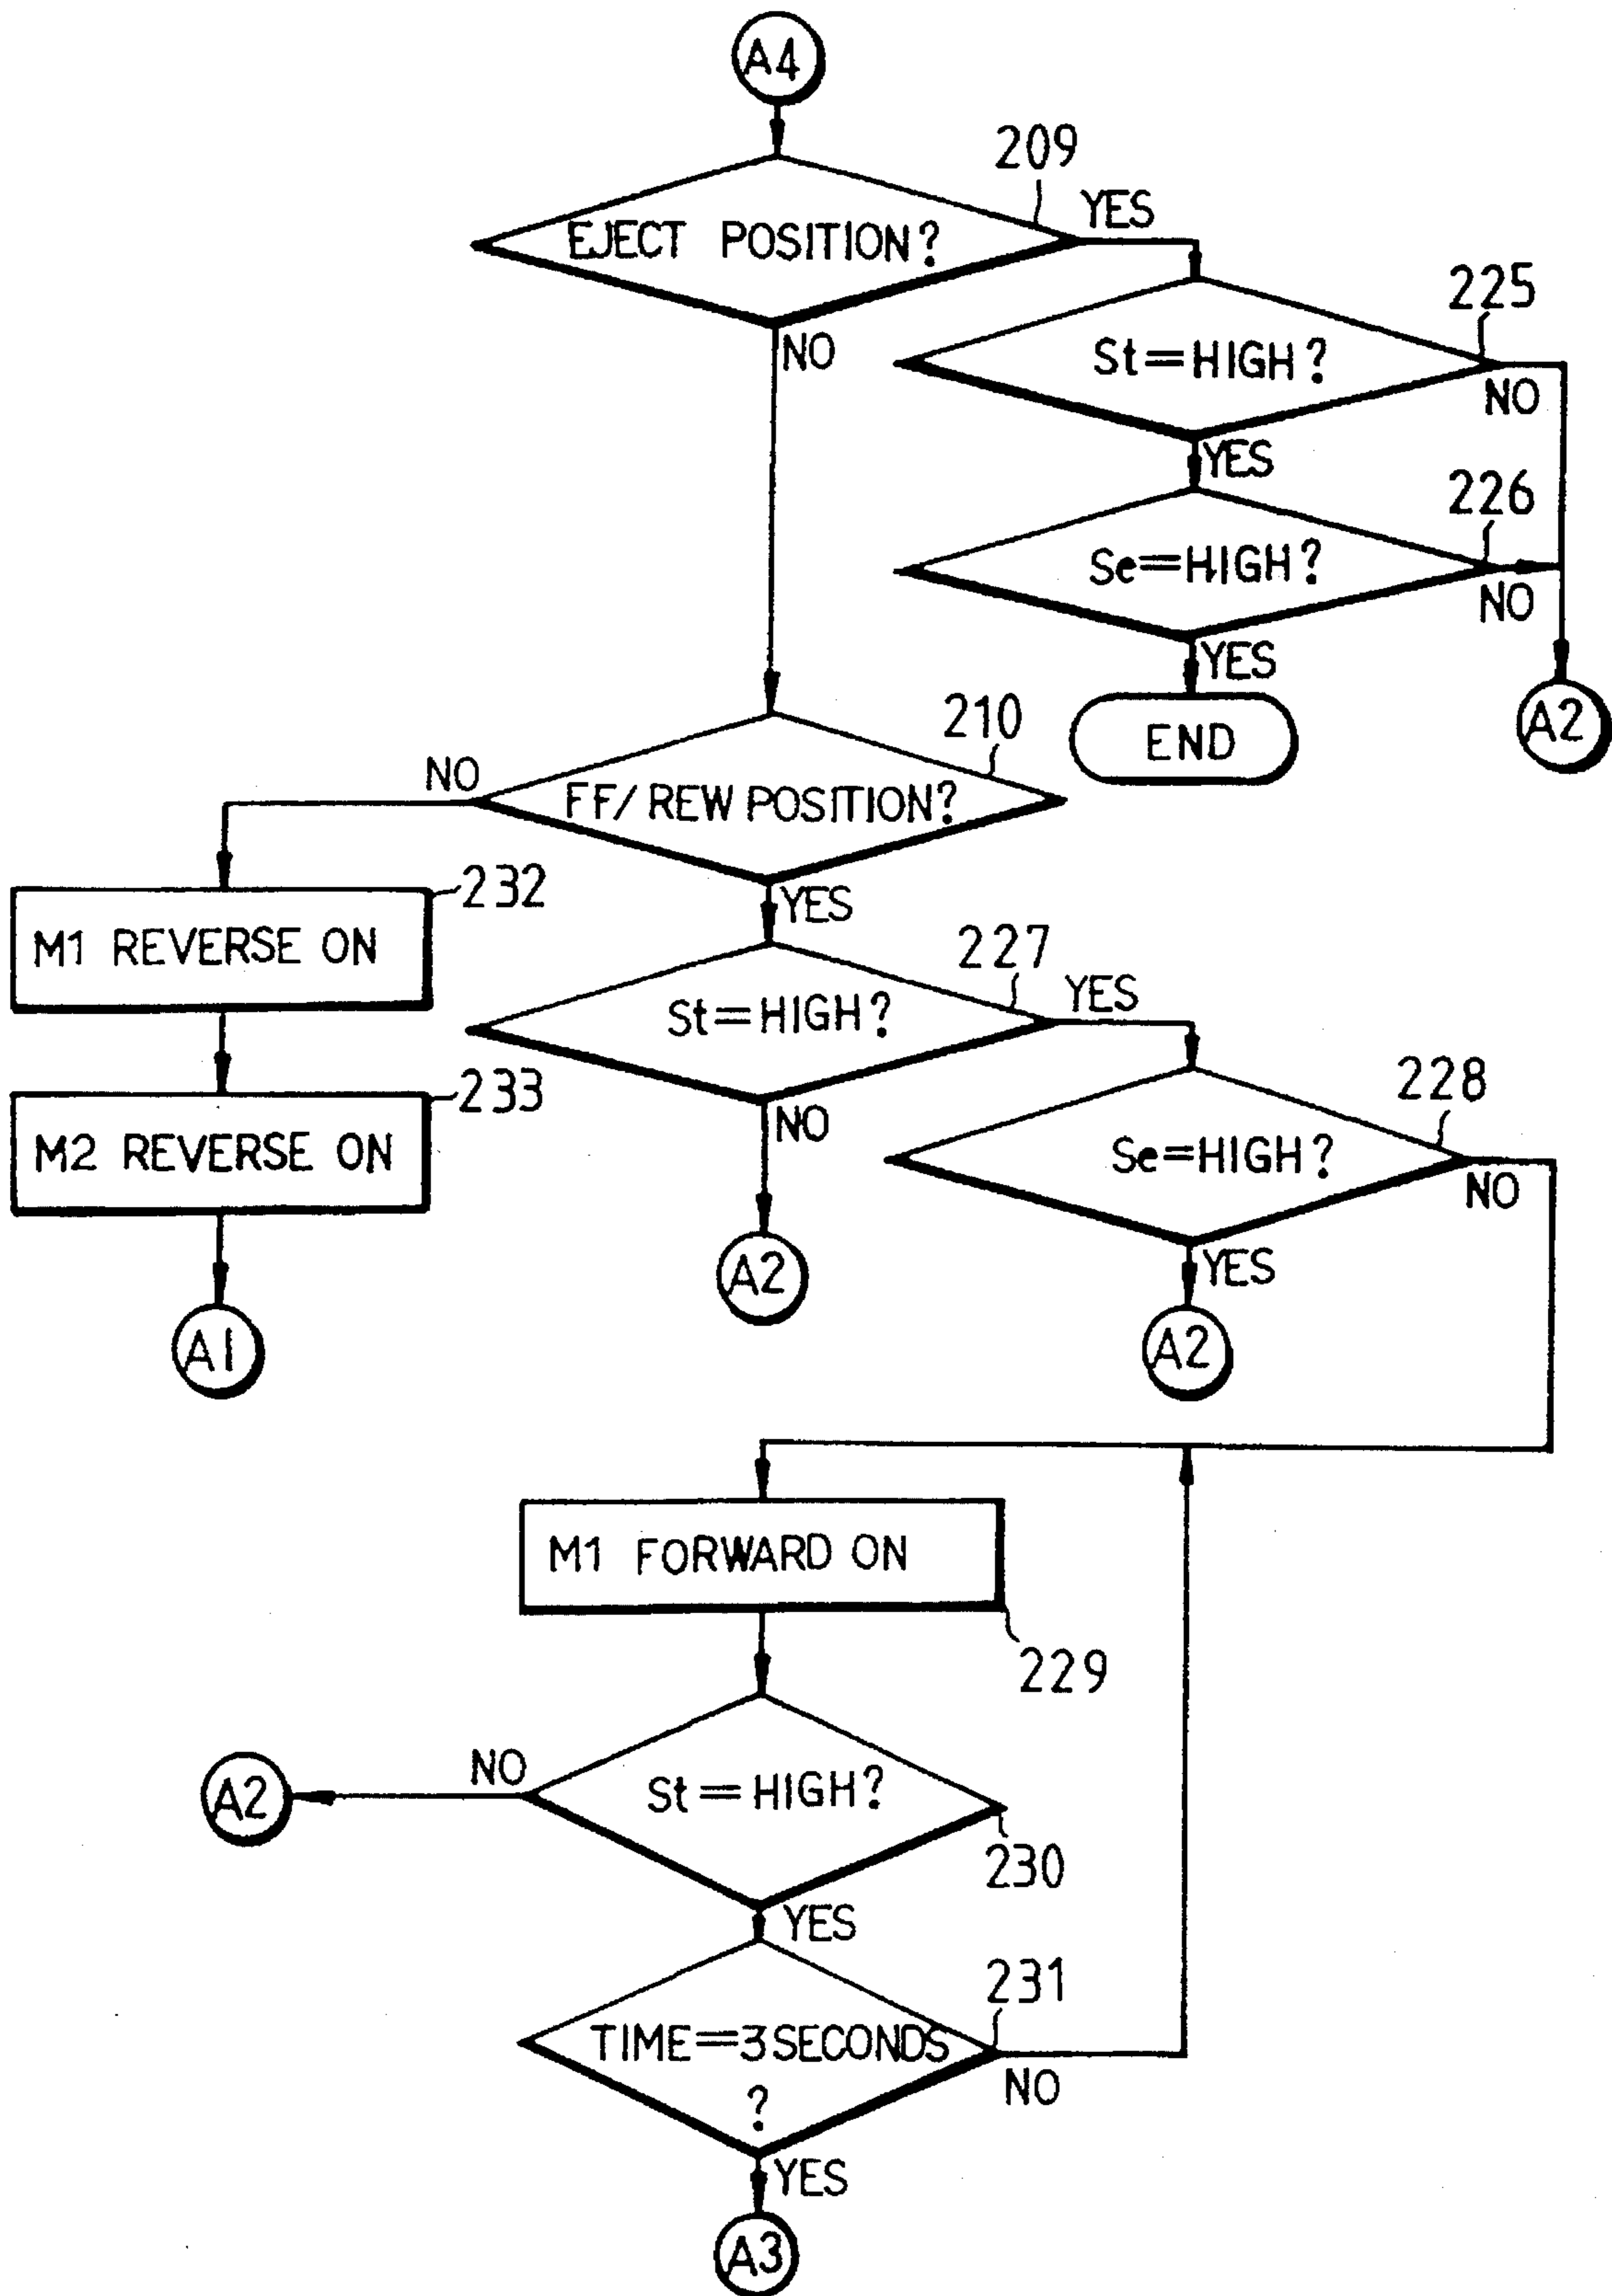 A4
209
EJECT POSITION?
YES
NO
225
St=HIGH?
NO
YES
226
Se=HIGH?
NO
YES
END
A2
210
NO
FF/REW POSITION?
YES
232
M1 REVERSE ON
227
St=HIGH?
YES
NO
233
M2 REVERSE ON
228
Se=HIGH?
NO
YES
A2
A1
A2
M1 FORWARD ON
229
A2
NO
St=HIGH?
230
YES
231
TIME=3SECONDS
?
NO
YES
A3